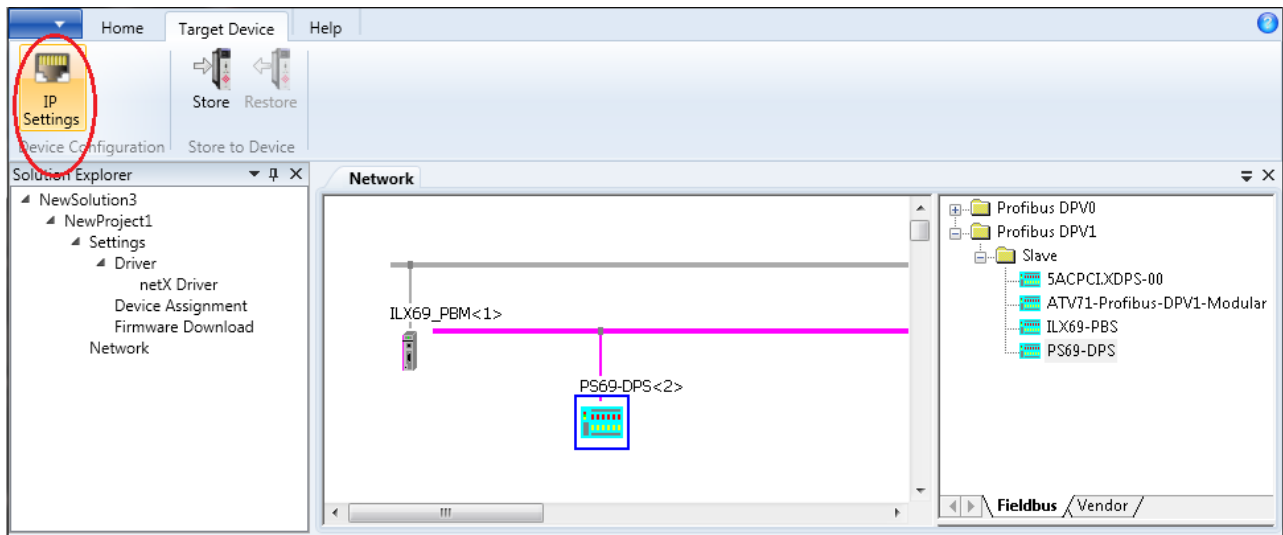 Home Target Device Help
IP
Settings
Store Restore
Device Configuration Store to Device
Solution Explorer
NewSolution3
NewProject1
Settings
Driver
netX Driver
Device Assignment
Firmware Download
Network
Network
ILX69_PBM<1>
PS69-DPS<2>
Profibus DPV0
Profibus DPV1
Slave
5ACPCI.XDPS-00
ATV71-Profibus-DPV1-Modular
ILX69-PBS
PS69-DPS
Fieldbus Vendor